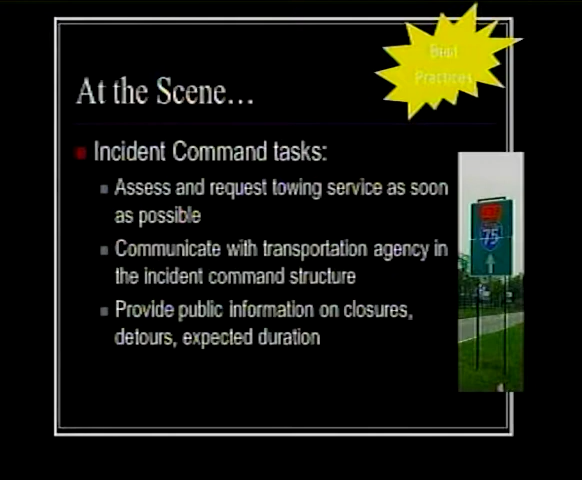 Best
Practices
At the Scene...
Incident Command tasks:
Assess and request towing service as soon
as possible
Communicate with transportation agency in
the incident command structure
Provide public information on closures,
detours, expected duration
75